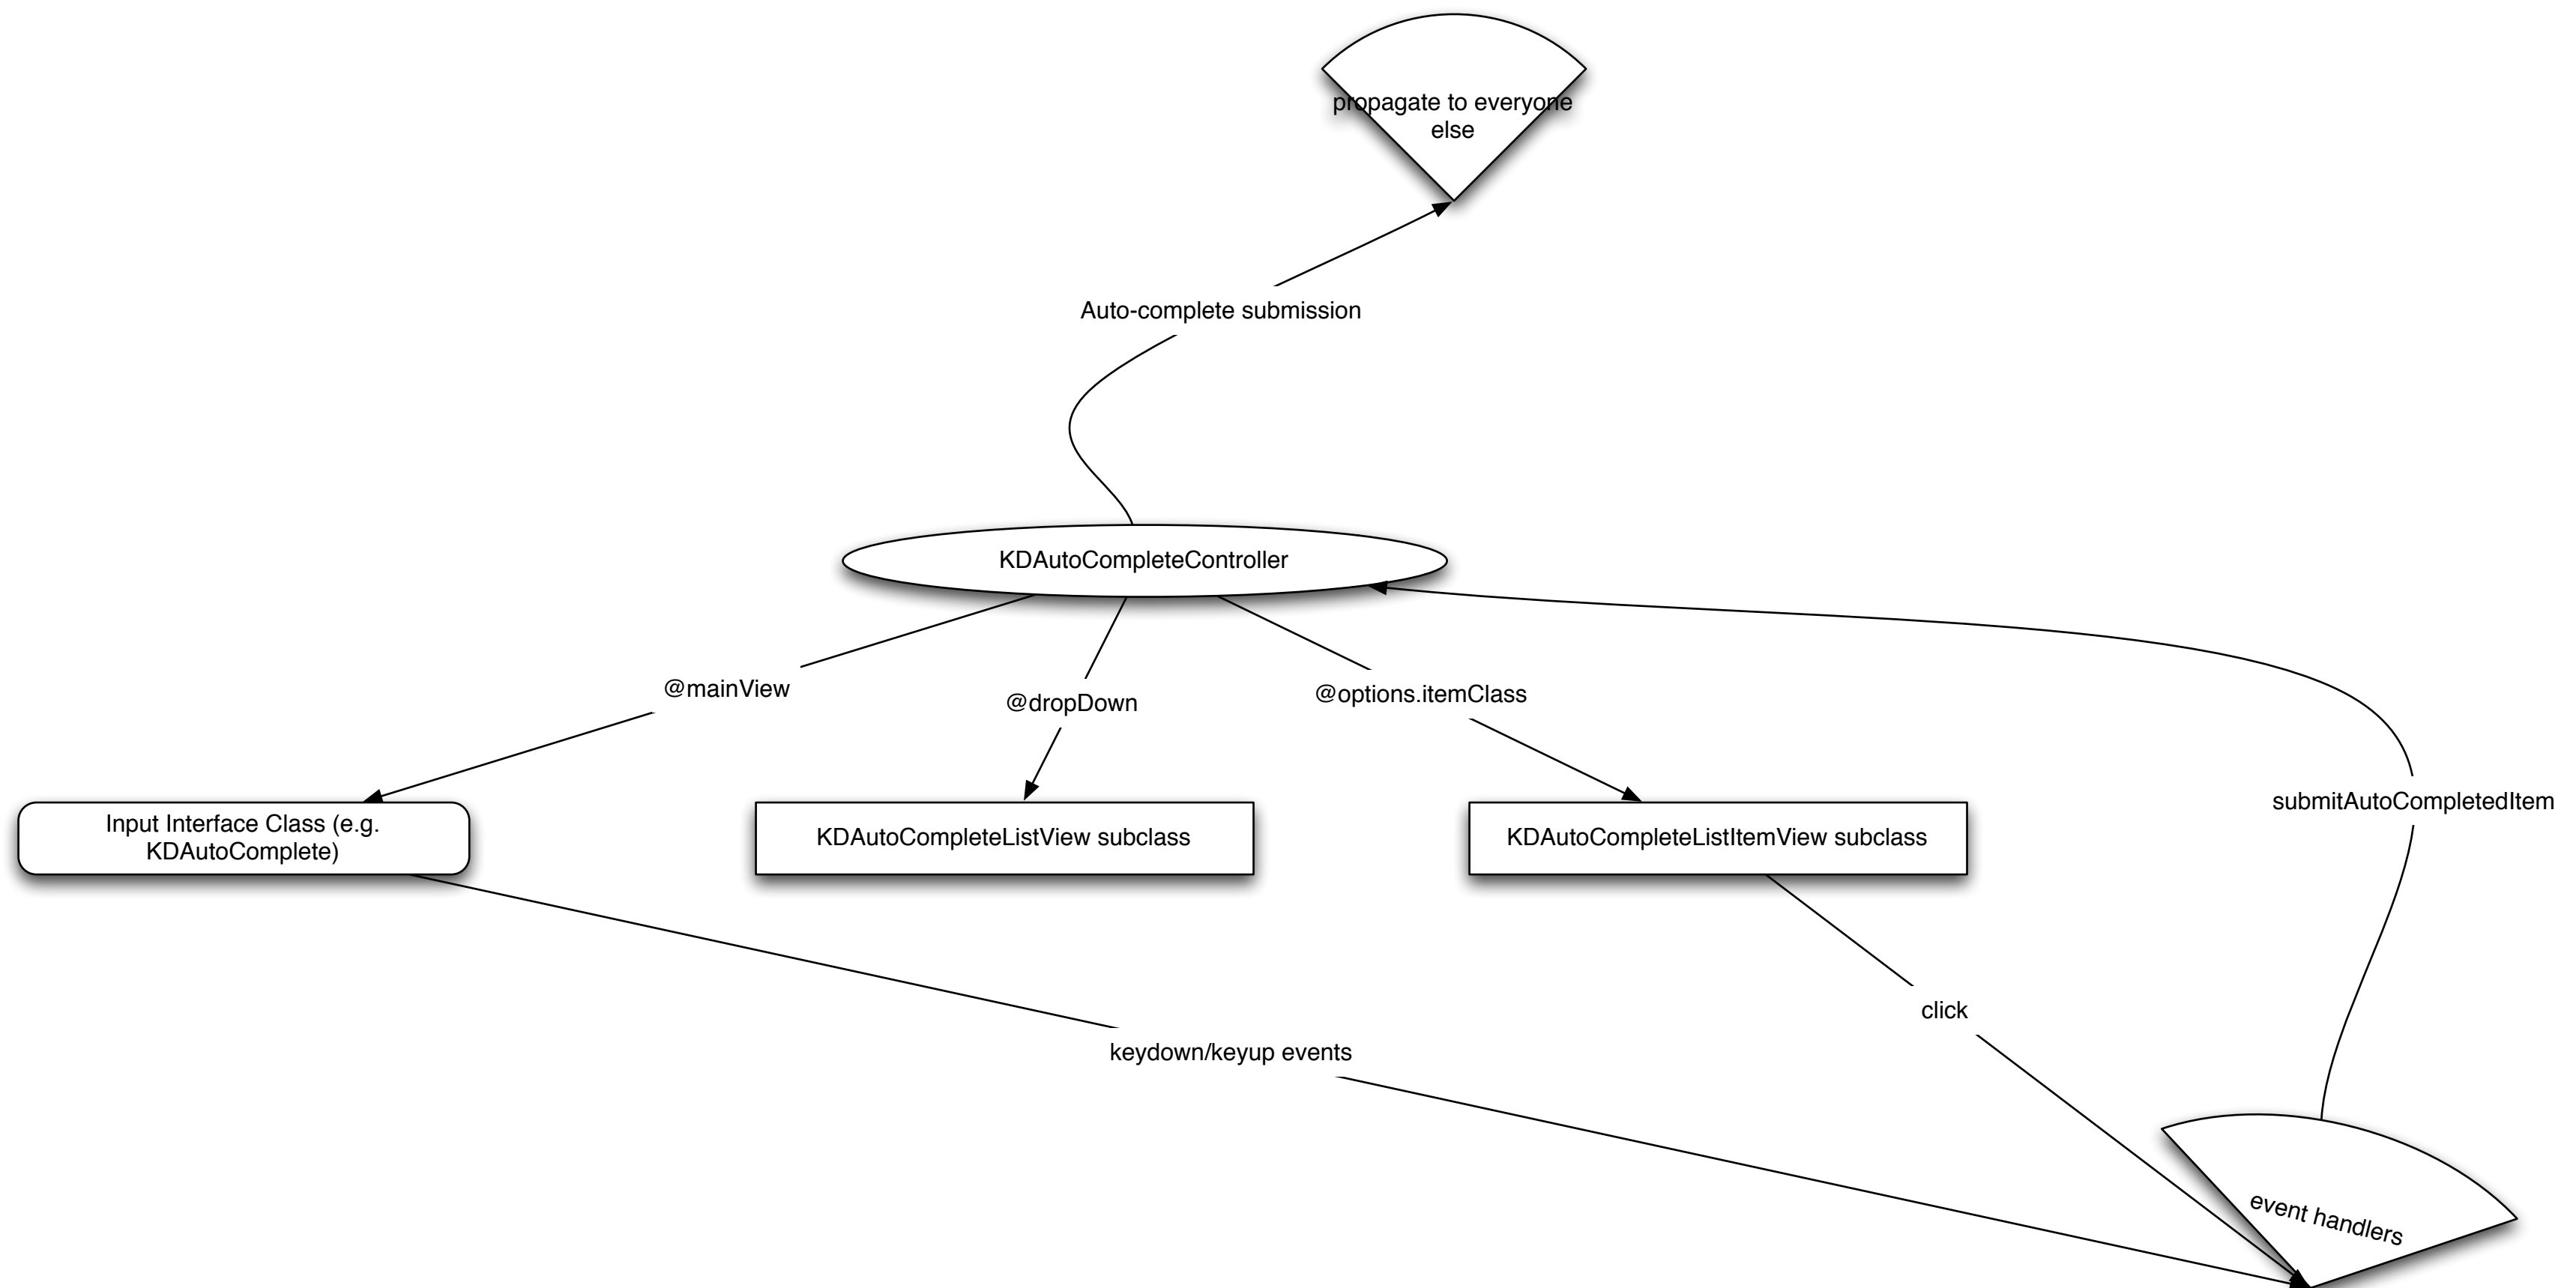 propagate to everyone
else
Auto-complete submission
KDAutoCompleteController
@mainView
@dropDown
@options.itemClass
Input Interface Class (e.g.
KDAutoComplete)
KDAutoCompleteListView subclass
KDAutoCompleteListItemView subclass
submitAutoCompletedItem
click
keydown/keyup events
event handlers